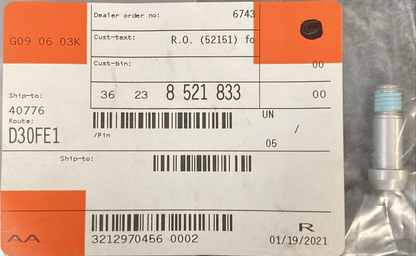 Dealer order no: 6743
G09 06 03K
Cust-text: R.O. (52151) fo
Cust-bin: 00
36 23 8 521 833 00
Ship-to:
40776
Route:
D30FE1
/Pin
UN
/
05
Ship-to:
AA
3212970456 0002
R
01/19/2021